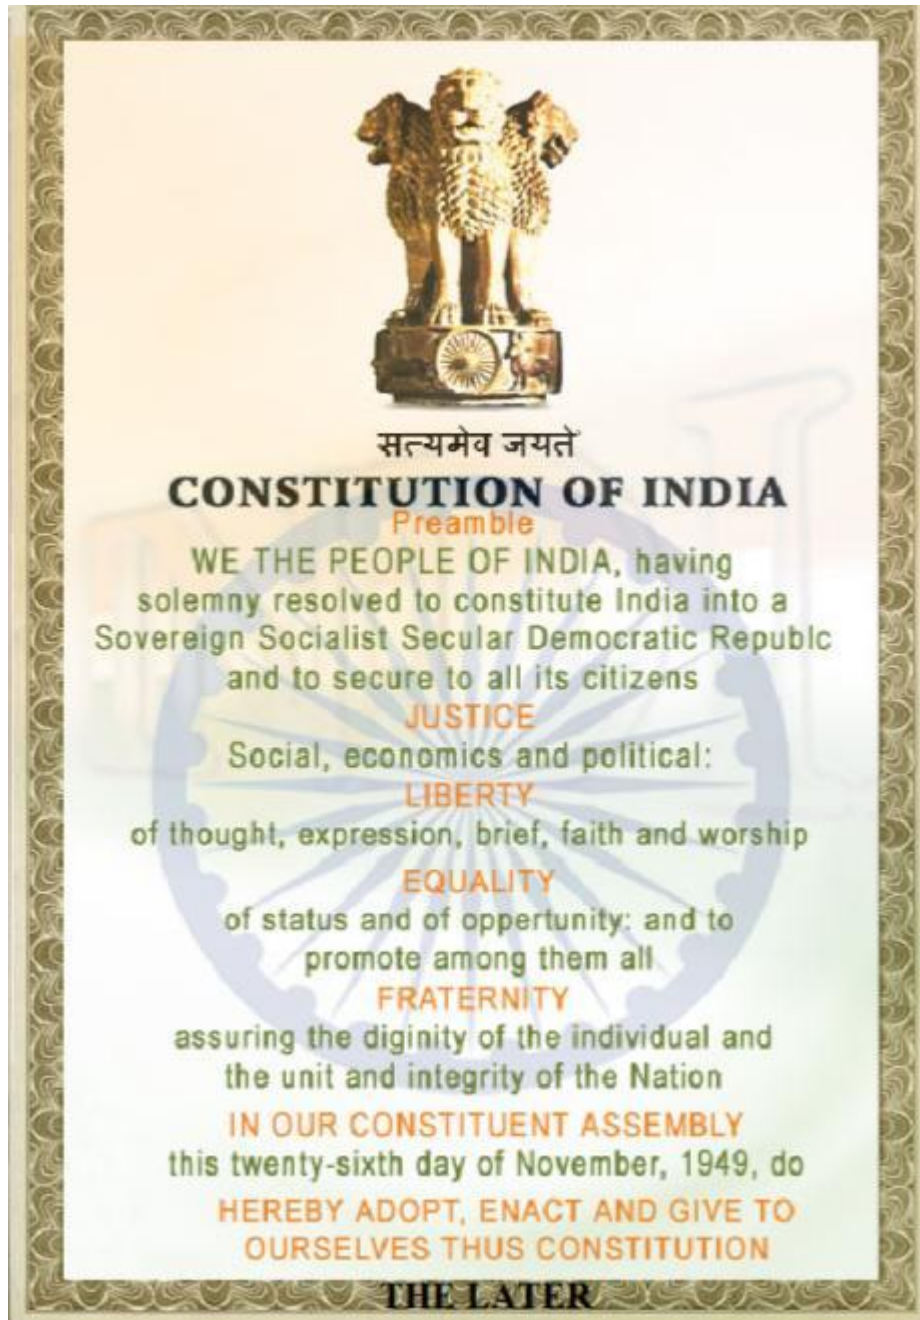 सत्यमेव जयते
CONSTITUTION OF INDIA
Preamble
WE THE PEOPLE OF INDIA, having
solemny resolved to constitute India into a
Sovereign Socialist Secular Democratic Republc
and to secure to all its citizens
JUSTICE
Social, economics and political:
LIBERTY
of thought, expression, brief, faith and worship
EQUALITY
of status and of oppertunity: and to
promote among them all
FRATERNITY
assuring the diginity of the individual and
the unit and integrity of the Nation
IN OUR CONSTITUENT ASSEMBLY
this twenty-sixth day of November, 1949, do
HEREBY ADOPT, ENACT AND GIVE TO
OURSELVES THUS CONSTITUTION
THE LATER